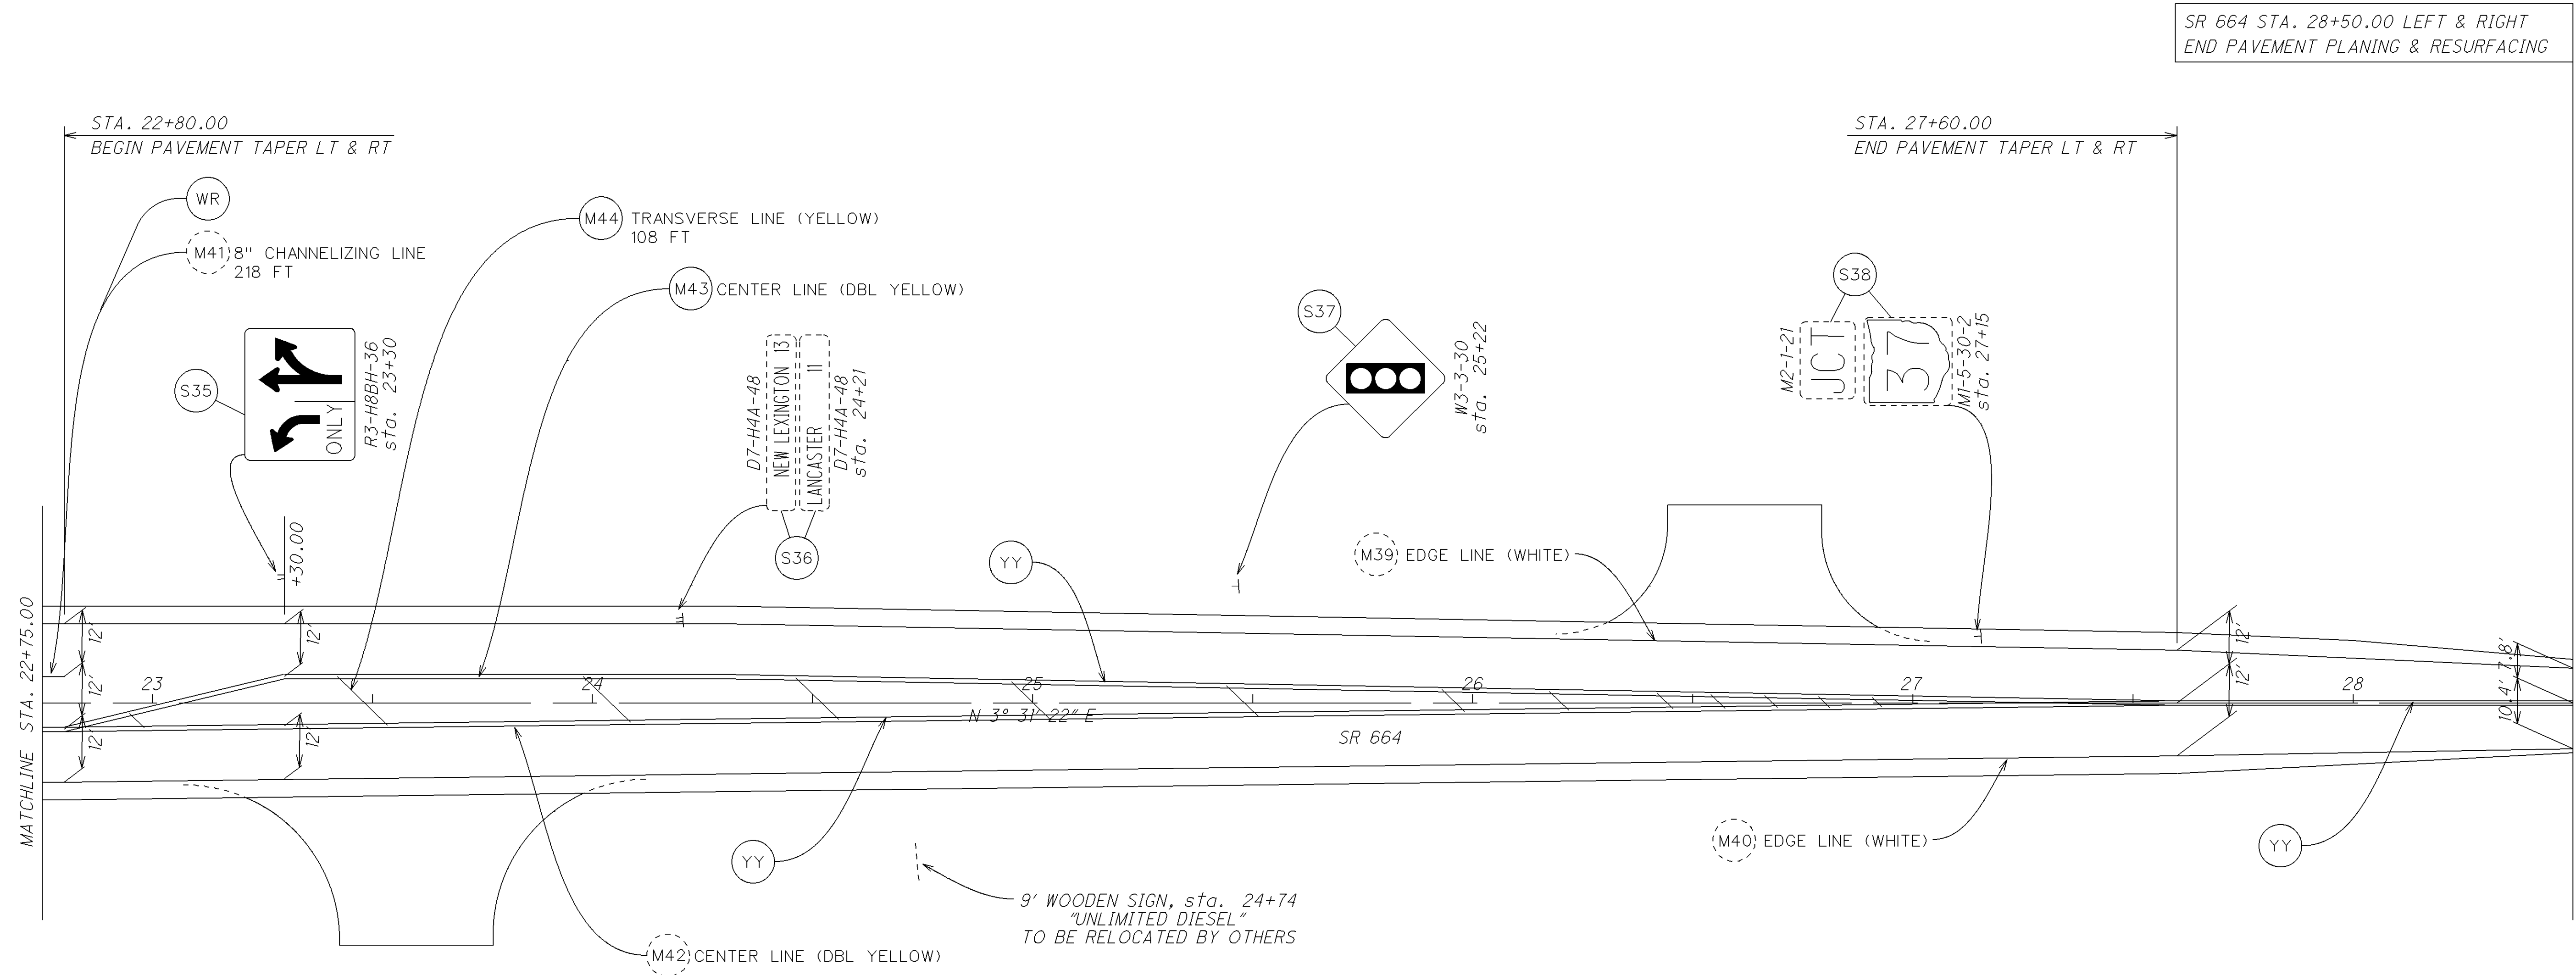 SR 664 STA. 28+50.00 LEFT & RIGHT
END PAVEMENT PLANING & RESURFACING
STA. 22+80.00
BEGIN PAVEMENT TAPER LT & RT
STA. 27+60.00
END PAVEMENT TAPER LT & RT
WR
M41 8" CHANNELIZING LINE
218 FT
M44 TRANSVERSE LINE (YELLOW)
108 FT
M43 CENTER LINE (DBL YELLOW)
S35
ONLY
R3-H8BH-36
sta. 23+30
+30.00
D7-H4A-48
NEW LEXINGTON 13
LANCASTER 11
D7-H4A-48
sta. 24+21
S36
S37
W3-3-30
sta. 25+22
S38
M2-1-21
JCT
37
M1-5-30-2
sta. 27+15
YY
M39 EDGE LINE (WHITE)
MATCHLINE STA. 22+75.00
12'
12'
12'
12'
12'
12'
12'
7.8'
10.4'
23
24
25
26
27
28
N 3° 31' 22" E
SR 664
YY
M40 EDGE LINE (WHITE)
YY
9' WOODEN SIGN, sta. 24+74
"UNLIMITED DIESEL"
TO BE RELOCATED BY OTHERS
M42 CENTER LINE (DBL YELLOW)